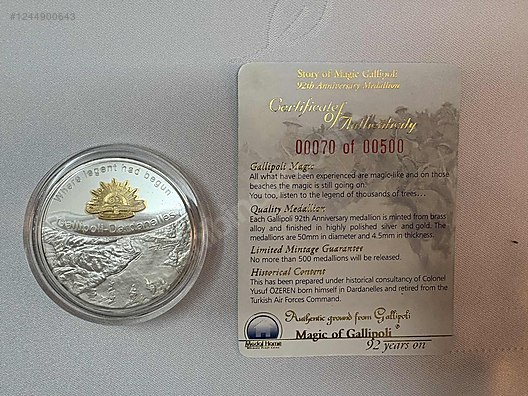 #1244900643
Where legent had begun
Gallipoli-Dardanelles
Story of Magic Gallipoli
92th Anniversary Medallion
Certificate of Authenticity
00070 of 00500
Gallipoli Magic
All what have been experienced are magic-like and on those
beaches the magic is still going on.
You too, listen to the legend of thousands of trees...
Quality Medallion
Each Gallipoli 92th Anniversary medallion is minted from brass
alloy and finished in highly polished silver and gold. The
medallions are 50mm in diameter and 4.5mm in thickness.
Limited Mintage Guarantee
No more than 500 medallions will be released.
Historical Content
This has been prepared under historical consultancy of Colonel
Yusuf ÖZEREN born himself in Dardanelles and retired from the
Turkish Air Forces Command.
Authentic ground from Gallipoli
Magic of Gallipoli ®
92 years on
Medal Home